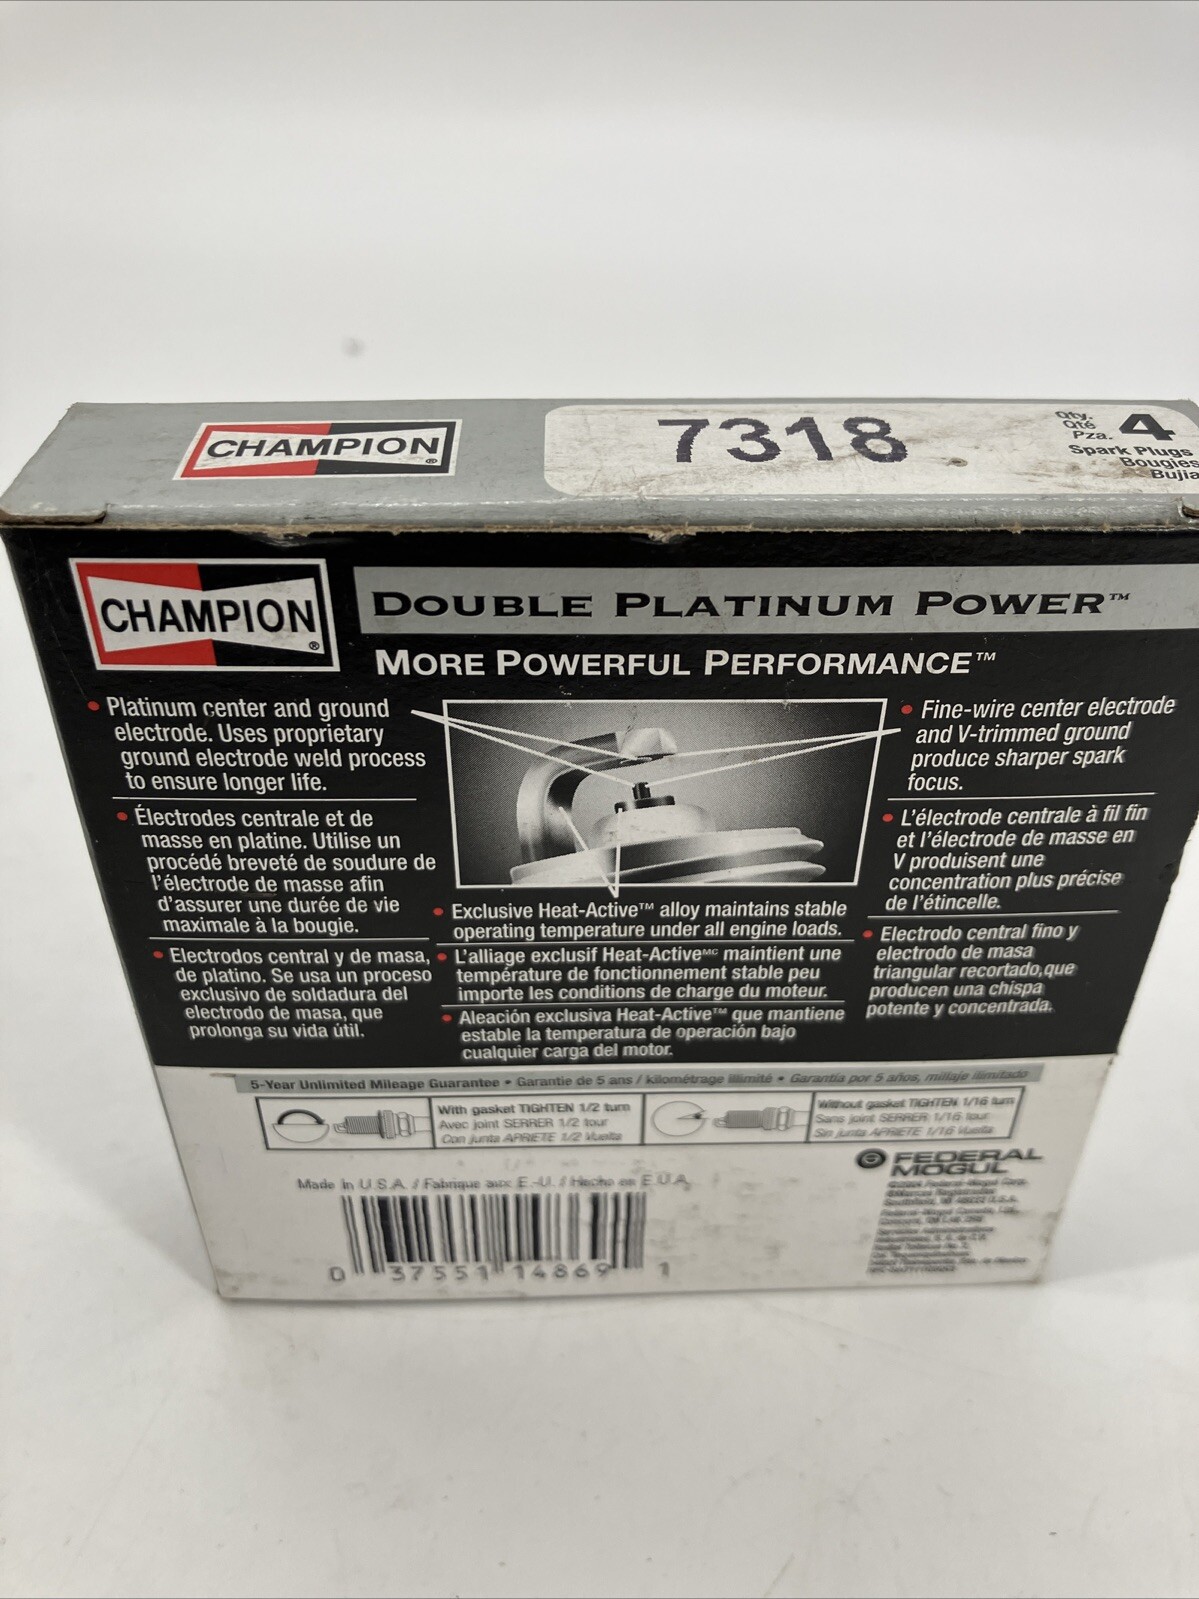 CHAMPION®
7318
Qty.
Qté
Pza.
4
Spark Plugs
Bougies
Bujia
CHAMPION®
DOUBLE PLATINUM POWER™
MORE POWERFUL PERFORMANCE™
• Platinum center and ground
electrode. Uses proprietary
ground electrode weld process
to ensure longer life.
• Électrodes centrale et de
masse en platine. Utilise un
procédé breveté de soudure de
l'électrode de masse afin
d'assurer une durée de vie
maximale à la bougie.
• Electrodos central y de masa,
de platino. Se usa un proceso
exclusivo de soldadura del
electrodo de masa, que
prolonga su vida útil.
• Exclusive Heat-Active™ alloy maintains stable
operating temperature under all engine loads.
• L'alliage exclusif Heat-Active MC maintient une
température de fonctionnement stable peu
importe les conditions de charge du moteur.
• Aleación exclusiva Heat-Active™ que mantiene
estable la temperatura de operación bajo
cualquier carga del motor.
• Fine-wire center electrode
and V-trimmed ground
produce sharper spark
focus.
• L'électrode centrale à fil fin
et l'électrode de masse en
V produisent une
concentration plus précise
de l'étincelle.
• Electrodo central fino y
electrodo de masa
triangular recortado,que
producen una chispa
potente y concentrada.
5-Year Unlimited Mileage Guarantee • Garantie de 5 ans / kilométrage illimité • Garantía por 5 años, millaje ilimitado
With gasket TIGHTEN 1/2 turn
Avec joint SERRER 1/2 tour
Con junta APRIETE 1/2 Vuelta
Without gasket TIGHTEN 1/16 turn
Sans joint SERRER 1/16 tour
Sin junta APRIETE 1/16 Vuelta
FEDERAL
MOGUL
Made in U.S.A. / Fabrique aux E.-U. / Hecho en E.U.A.
0 37551 14869 1